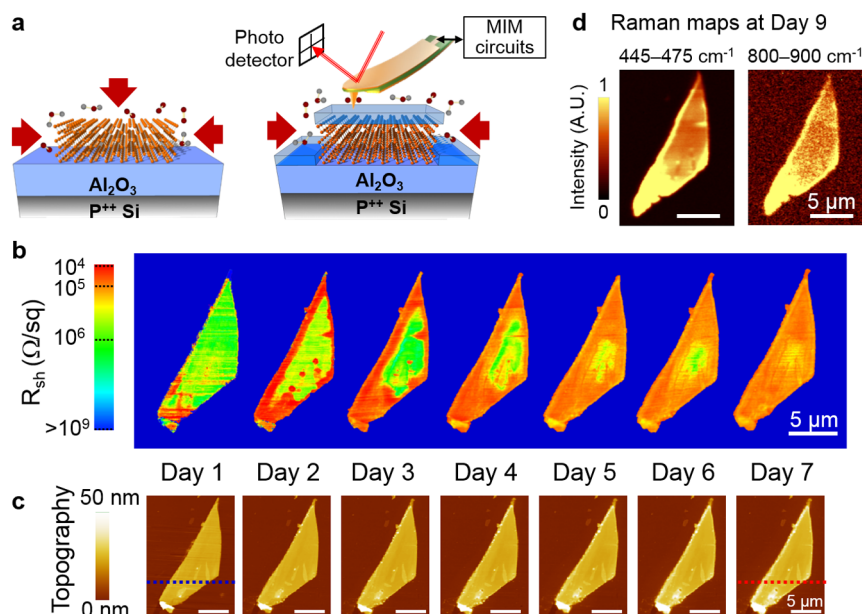 a
Photo
detector
MIM
circuits
Al₂O₃
P⁺⁺ Si
Al₂O₃
P⁺⁺ Si
d Raman maps at Day 9
445–475 cm⁻¹ 800–900 cm⁻¹
Intensity (A.U.)
1
0
5 μm
b
Rsh (Ω/sq)
10⁴
10⁵
10⁶
>10⁹
5 μm
Day 1 Day 2 Day 3 Day 4 Day 5 Day 6 Day 7
c
Topography
50 nm
0 nm
5 μm